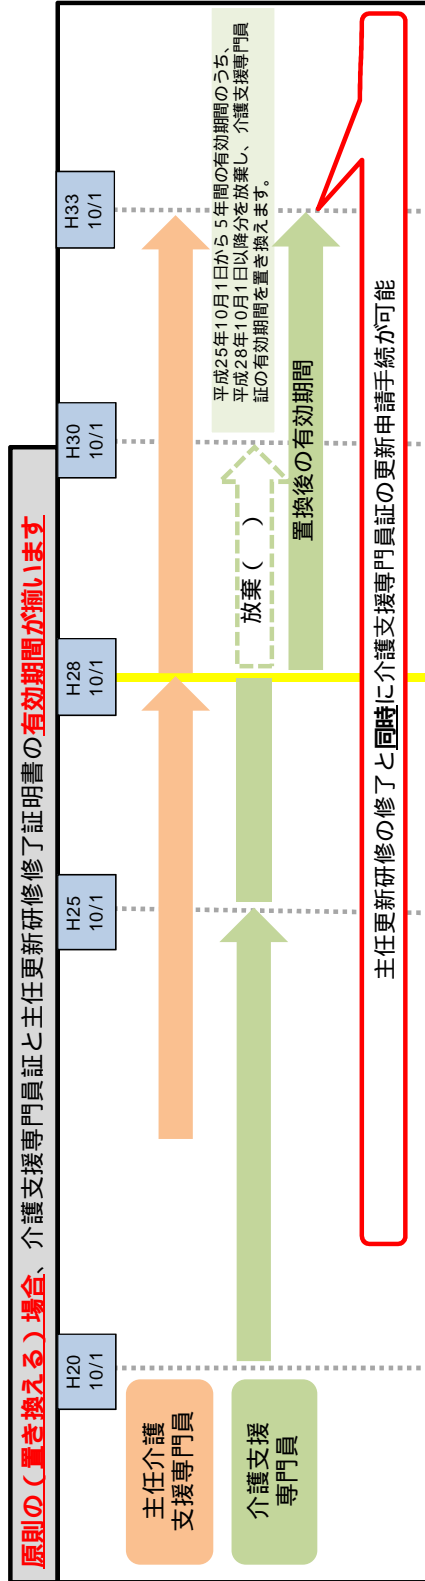 原則の（置き換える）場合、介護支援専門員証と主任更新研修修了証明書の有効期間が揃います
H20
10/1
H25
10/1
H28
10/1
H30
10/1
H33
10/1
主任介護
支援専門員
介護支援
専門員
放棄（　）
平成25年10月1日から５年間の有効期間のうち、
平成28年10月1日以降分を放棄し、介護支援専門員
証の有効期間を置き換えます。
置換後の有効期間
主任更新研修の修了と同時に介護支援専門員証の更新申請手続が可能